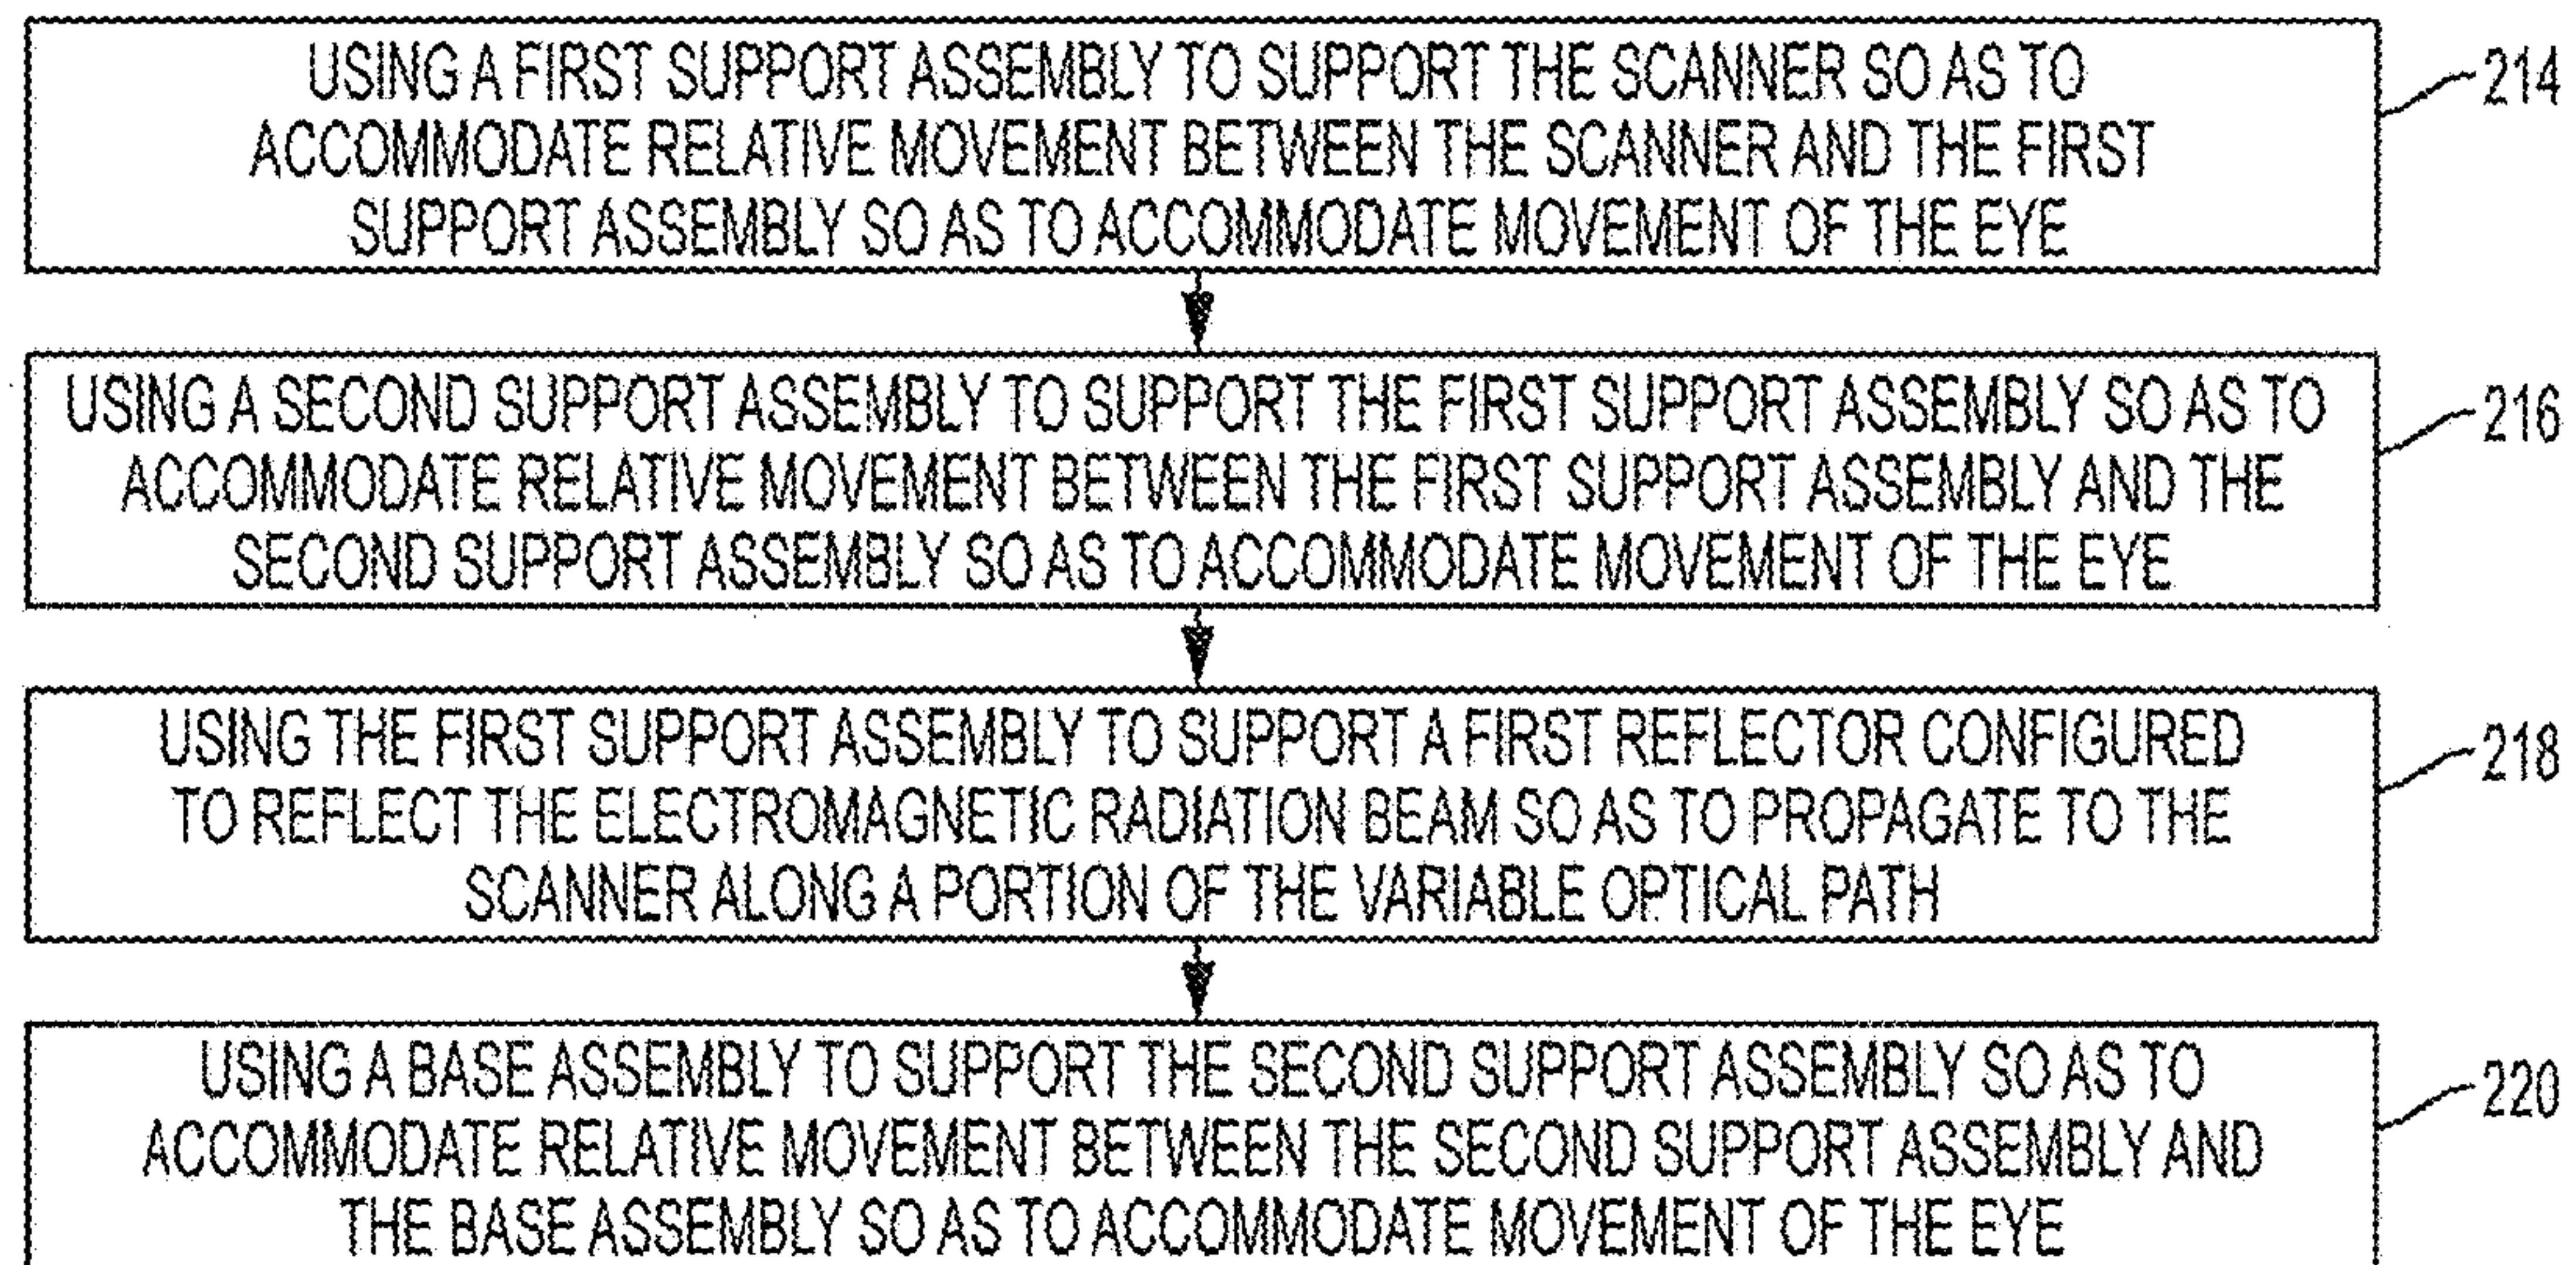 USING A FIRST SUPPORT ASSEMBLY TO SUPPORT THE SCANNER SO AS TO
ACCOMMODATE RELATIVE MOVEMENT BETWEEN THE SCANNER AND THE FIRST
SUPPORT ASSEMBLY SO AS TO ACCOMMODATE MOVEMENT OF THE EYE
214
USING A SECOND SUPPORT ASSEMBLY TO SUPPORT THE FIRST SUPPORT ASSEMBLY SO AS TO
ACCOMMODATE RELATIVE MOVEMENT BETWEEN THE FIRST SUPPORT ASSEMBLY AND THE
SECOND SUPPORT ASSEMBLY SO AS TO ACCOMMODATE MOVEMENT OF THE EYE
216
USING THE FIRST SUPPORT ASSEMBLY TO SUPPORT A FIRST REFLECTOR CONFIGURED
TO REFLECT THE ELECTROMAGNETIC RADIATION BEAM SO AS TO PROPAGATE TO THE
SCANNER ALONG A PORTION OF THE VARIABLE OPTICAL PATH
218
USING A BASE ASSEMBLY TO SUPPORT THE SECOND SUPPORT ASSEMBLY SO AS TO
ACCOMMODATE RELATIVE MOVEMENT BETWEEN THE SECOND SUPPORT ASSEMBLY AND
THE BASE ASSEMBLY SO AS TO ACCOMMODATE MOVEMENT OF THE EYE
220